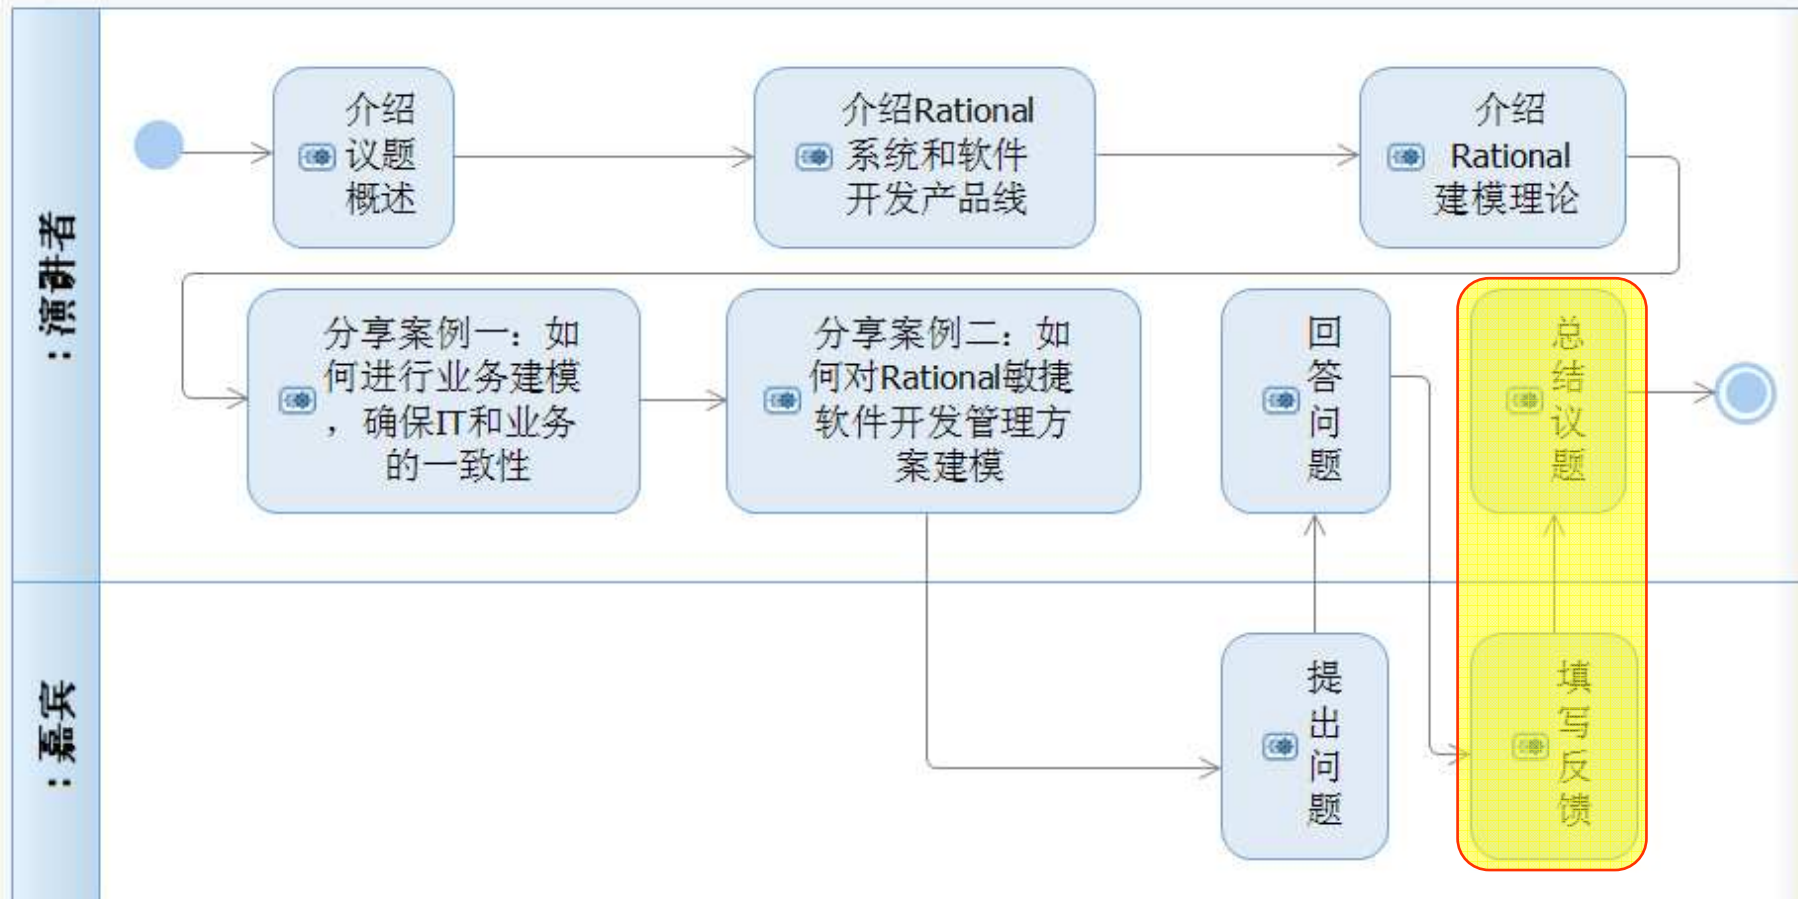 ：演讲者
介绍
议题
概述
介绍Rational
系统和软件
开发产品线
介绍
Rational
建模理论
分享案例一：如
何进行业务建模
，确保IT和业务
的一致性
分享案例二：如
何对Rational敏捷
软件开发管理方
案建模
回
答
问
题
总
结
议
题
：嘉宾
提
出
问
题
填
写
反
馈